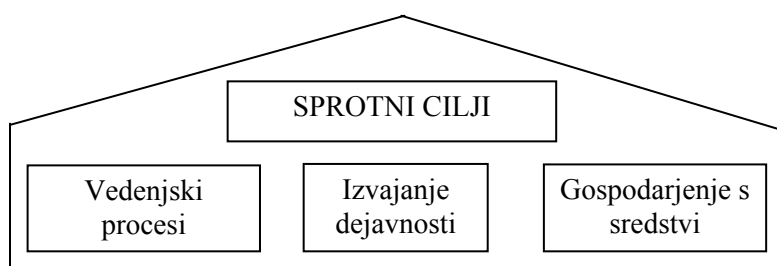 SPROTNI CILJI
Vedenjski
procesi
Izvajanje
dejavnosti
Gospodarjenje s
sredstvi